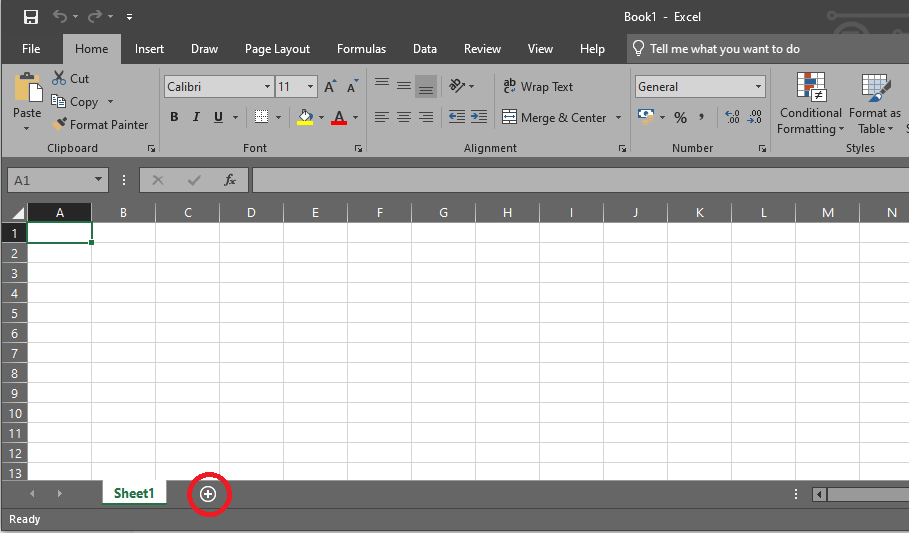 Book1 - Excel
File Home Insert Draw Page Layout Formulas Data Review View Help Tell me what you want to do
Paste
Cut
Copy
Format Painter
Clipboard
Calibri 11
B I U A
Font
ab Wrap Text
Merge & Center
Alignment
General
% ,
Number
Conditional Formatting
Format as Table
Styles
A1 fx
A B C D E F G H I J K L M N
1
2
3
4
5
6
7
8
9
10
11
12
13
Sheet1
Ready